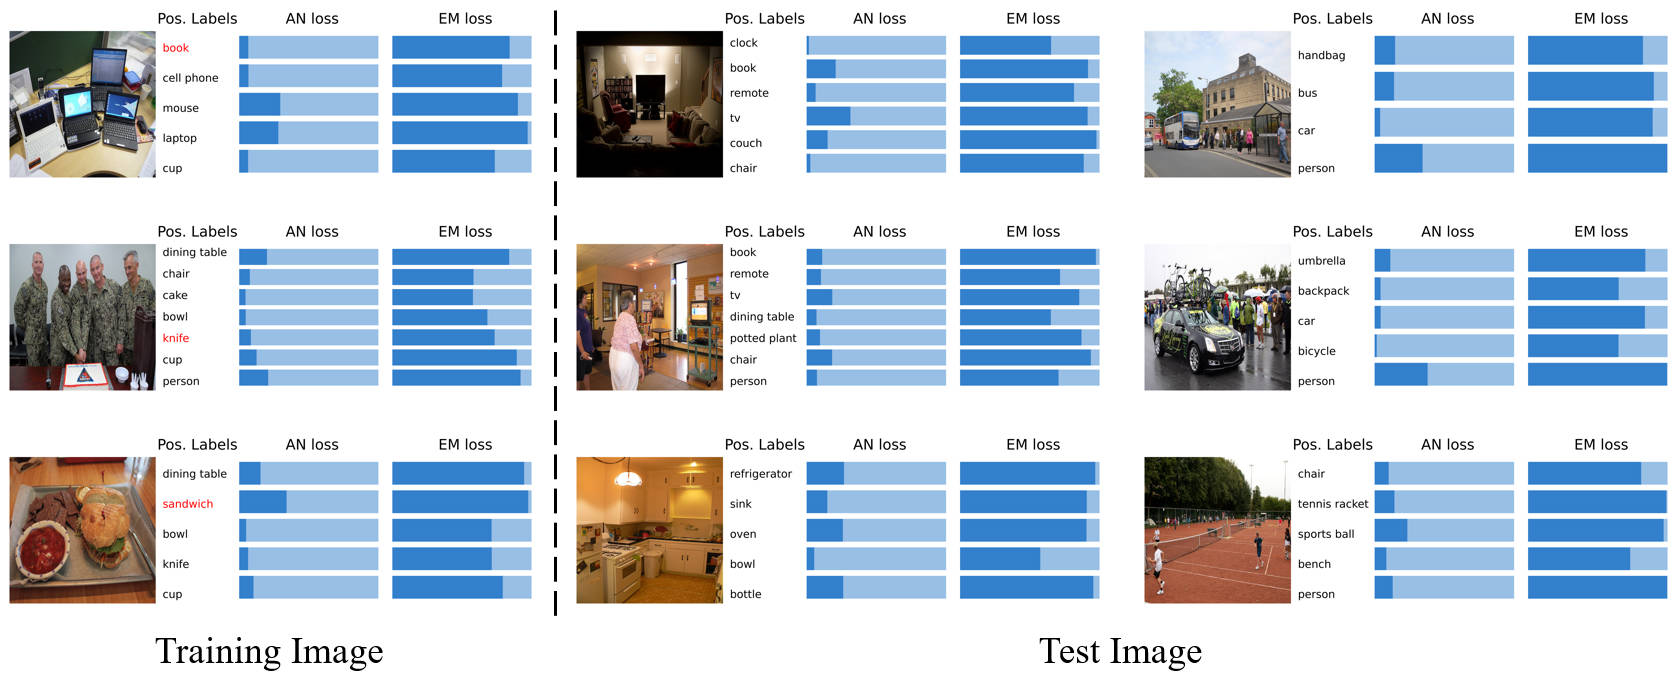 Pos. Labels AN loss EM loss
book
cell phone
mouse
laptop
cup
Pos. Labels AN loss EM loss
dining table
chair
cake
bowl
knife
cup
person
Pos. Labels AN loss EM loss
dining table
sandwich
bowl
knife
cup
Training Image
Pos. Labels AN loss EM loss
clock
book
remote
tv
couch
chair
Pos. Labels AN loss EM loss
handbag
bus
car
person
Pos. Labels AN loss EM loss
book
remote
tv
dining table
potted plant
chair
person
Pos. Labels AN loss EM loss
umbrella
backpack
car
bicycle
person
Pos. Labels AN loss EM loss
refrigerator
sink
oven
bowl
bottle
Pos. Labels AN loss EM loss
chair
tennis racket
sports ball
bench
person
Test Image